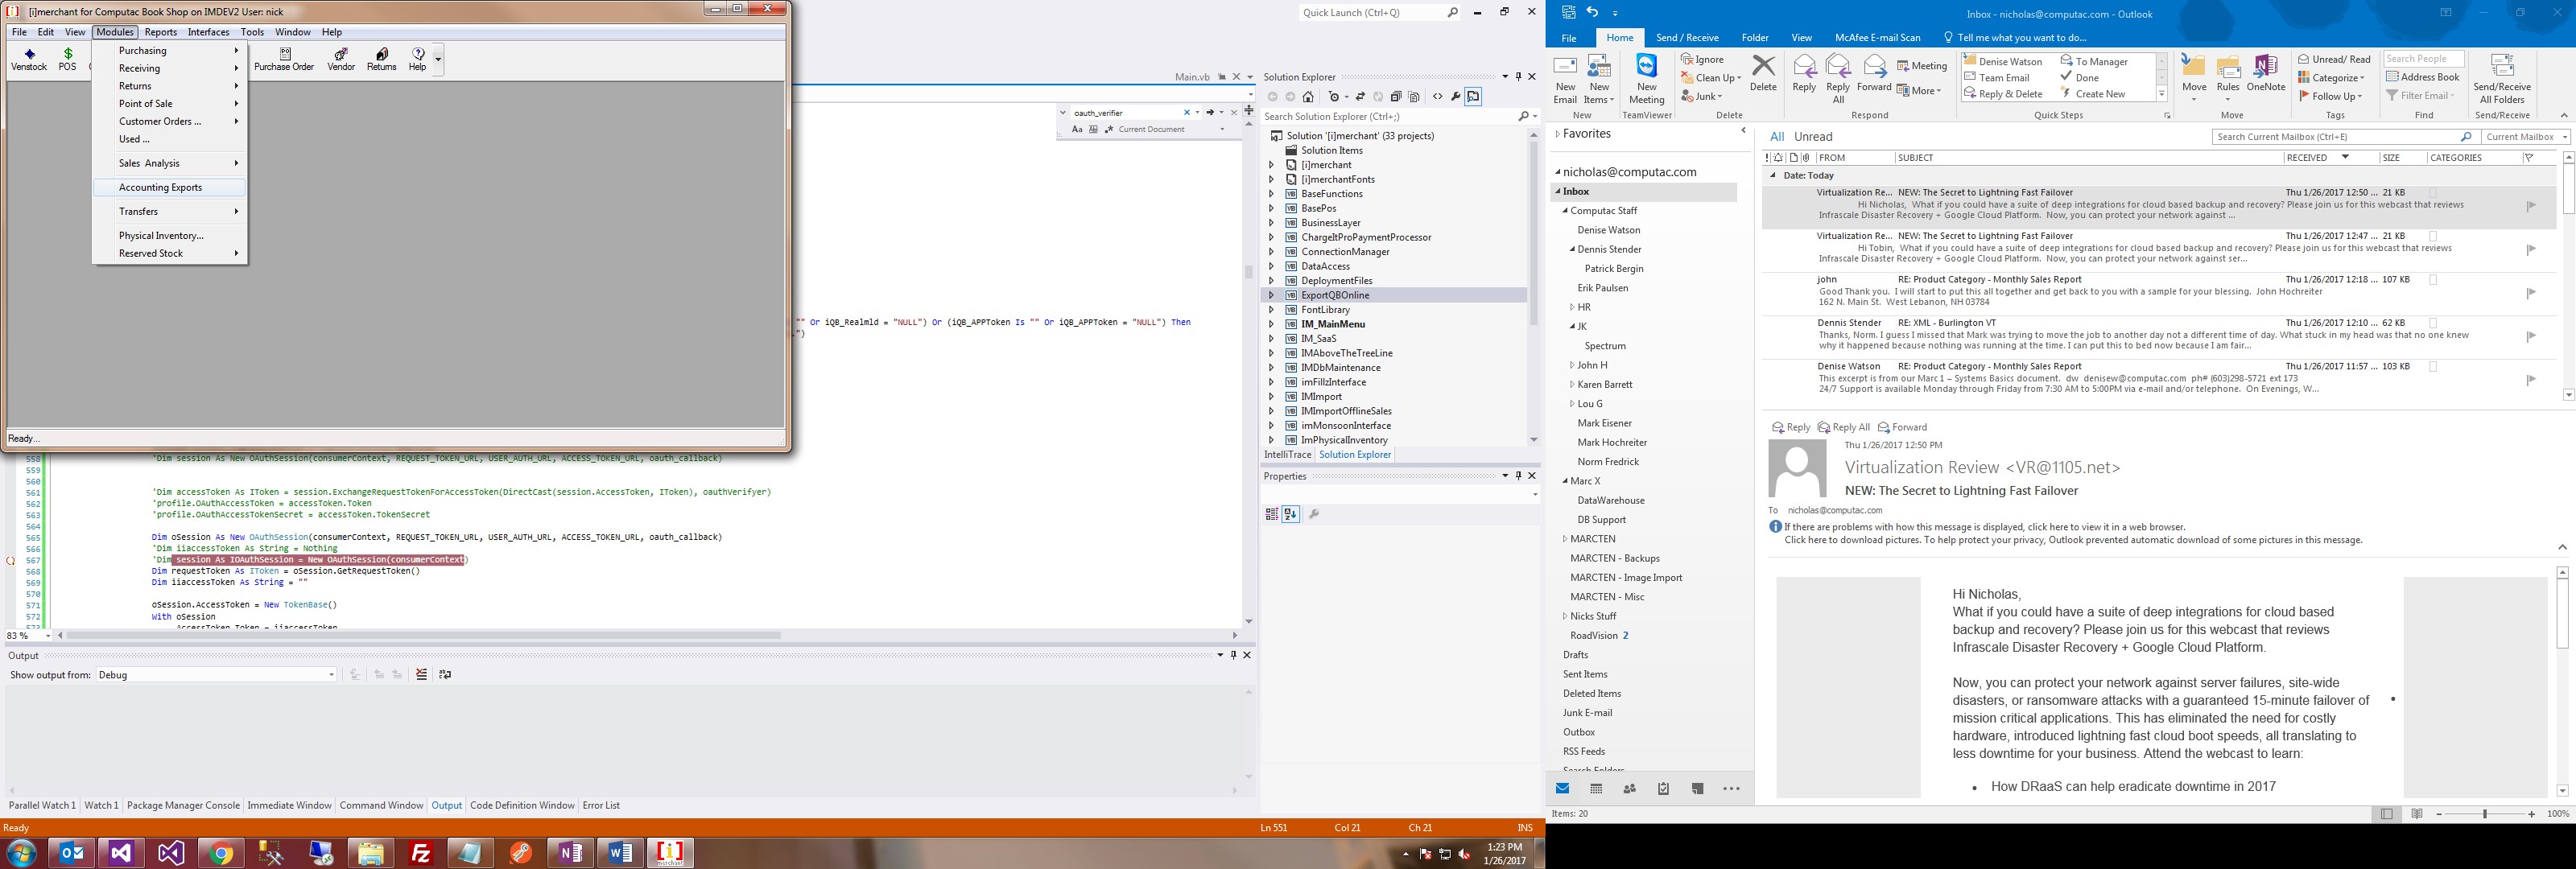 [i]merchant for Computac Book Shop on IMDEV2 User: nick
File Edit View Modules Reports Interfaces Tools Window Help
Venstock POS Purchase Order Vendor Returns Help
Purchasing
Receiving
Returns
Point of Sale
Customer Orders ...
Used ...
Sales Analysis
Accounting Exports
Transfers
Physical Inventory...
Reserved Stock
Ready...
Quick Launch (Ctrl+Q)
Main.vb
oauth_verifier
Aa Current Document
"" Or iQB_RealmId = "NULL") Or (iQB_APPToken Is "" Or iQB_APPToken = "NULL") Then
")
558 'Dim session As New OAuthSession(consumerContext, REQUEST_TOKEN_URL, USER_AUTH_URL, ACCESS_TOKEN_URL, oauth_callback)
559
560
561 'Dim accessToken As IToken = session.ExchangeRequestTokenForAccessToken(DirectCast(session.AccessToken, IToken), oauthVerifyer)
562 'profile.OAuthAccessToken = accessToken.Token
563 'profile.OAuthAccessTokenSecret = accessToken.TokenSecret
564
565 Dim oSession As New OAuthSession(consumerContext, REQUEST_TOKEN_URL, USER_AUTH_URL, ACCESS_TOKEN_URL, oauth_callback)
566 'Dim iiaccessToken As String = Nothing
567 'Dim session As IOAuthSession = New OAuthSession(consumerContext)
568 Dim requestToken As IToken = oSession.GetRequestToken()
569 Dim iiaccessToken As String = ""
570
571 oSession.AccessToken = New TokenBase()
572 With oSession
573 .AccessToken.Token = iiaccessToken
83 %
Output
Show output from: Debug
Parallel Watch 1 Watch 1 Package Manager Console Immediate Window Command Window Output Code Definition Window Error List
Ready Ln 551 Col 21 Ch 21 INS
Solution Explorer
Search Solution Explorer (Ctrl+;)
Solution '[i]merchant' (33 projects)
Solution Items
[i]merchant
[i]merchantFonts
BaseFunctions
BasePos
BusinessLayer
ChargeItProPaymentProcessor
ConnectionManager
DataAccess
DeploymentFiles
ExportQBOnline
FontLibrary
IM_MainMenu
IM_SaaS
IMAboveTheTreeLine
IMDbMaintenance
imFillzInterface
IMImport
IMImportOfflineSales
imMonsoonInterface
ImPhysicalInventory
IntelliTrace Solution Explorer
Properties
1:23 PM
1/26/2017
Inbox - nicholas@computac.com - Outlook
File Home Send / Receive Folder View McAfee E-mail Scan Tell me what you want to do...
New Email
New Items
New
New Meeting
TeamViewer
Ignore
Clean Up
Junk
Delete
Delete
Reply
Reply All
Forward
Meeting
More
Respond
Denise Watson
Team Email
Reply & Delete
To Manager
Done
Create New
Quick Steps
Move
Rules
OneNote
Move
Unread/ Read
Categorize
Follow Up
Tags
Search People
Address Book
Filter Email
Find
Send/Receive All Folders
Send/Receive
Favorites
nicholas@computac.com
Inbox
Computac Staff
Denise Watson
Dennis Stender
Patrick Bergin
Erik Paulsen
HR
JK
Spectrum
John H
Karen Barrett
Lou G
Mark Eisener
Mark Hochreiter
Norm Fredrick
Marc X
DataWarehouse
DB Support
MARCTEN
MARCTEN - Backups
MARCTEN - Image Import
MARCTEN - Misc
Nicks Stuff
RoadVision 2
Drafts
Sent Items
Deleted Items
Junk E-mail
Outbox
RSS Feeds
Search Folders
Items: 20
All Unread
Search Current Mailbox (Ctrl+E) Current Mailbox
FROM SUBJECT RECEIVED SIZE CATEGORIES
Date: Today
Virtualization Re... NEW: The Secret to Lightning Fast Failover Thu 1/26/2017 12:50 ... 21 KB
Hi Nicholas, What if you could have a suite of deep integrations for cloud based backup and recovery? Please join us for this webcast that reviews
Infrascale Disaster Recovery + Google Cloud Platform. Now, you can protect your network against ...
Virtualization Re... NEW: The Secret to Lightning Fast Failover Thu 1/26/2017 12:47 ... 21 KB
Hi Tobin, What if you could have a suite of deep integrations for cloud based backup and recovery? Please join us for this webcast that reviews
Infrascale Disaster Recovery + Google Cloud Platform. Now, you can protect your network against ser...
john RE: Product Category - Monthly Sales Report Thu 1/26/2017 12:18 ... 107 KB
Good Thank you. I will start to put this all together and get back to you with a sample for your blessing. John Hochreiter
162 N. Main St. West Lebanon, NH 03784
Dennis Stender RE: XML - Burlington VT Thu 1/26/2017 12:10 ... 62 KB
Thanks, Norm. I guess I missed that Mark was trying to move the job to another day not a different time of day. What stuck in my head was that no one knew
why it happened because nothing was running at the time. I can put this to bed now because I am fair...
Denise Watson RE: Product Category - Monthly Sales Report Thu 1/26/2017 11:57 ... 103 KB
This excerpt is from our Marc 1 – Systems Basics document. dw denisew@computac.com ph# (603)298-5721 ext 173
24/7 Support is available Monday through Friday from 7:30 AM to 5:00PM via e-mail and/or telephone. On Evenings, W...
Reply Reply All Forward
Thu 1/26/2017 12:50 PM
Virtualization Review <VR@1105.net>
NEW: The Secret to Lightning Fast Failover
To nicholas@computac.com
If there are problems with how this message is displayed, click here to view it in a web browser.
Click here to download pictures. To help protect your privacy, Outlook prevented automatic download of some pictures in this message.
Hi Nicholas,
What if you could have a suite of deep integrations for cloud based
backup and recovery? Please join us for this webcast that reviews
Infrascale Disaster Recovery + Google Cloud Platform.
Now, you can protect your network against server failures, site-wide
disasters, or ransomware attacks with a guaranteed 15-minute failover of
mission critical applications. This has eliminated the need for costly
hardware, introduced lightning fast cloud boot speeds, all translating to
less downtime for your business. Attend the webcast to learn:
• How DRaaS can help eradicate downtime in 2017
100%